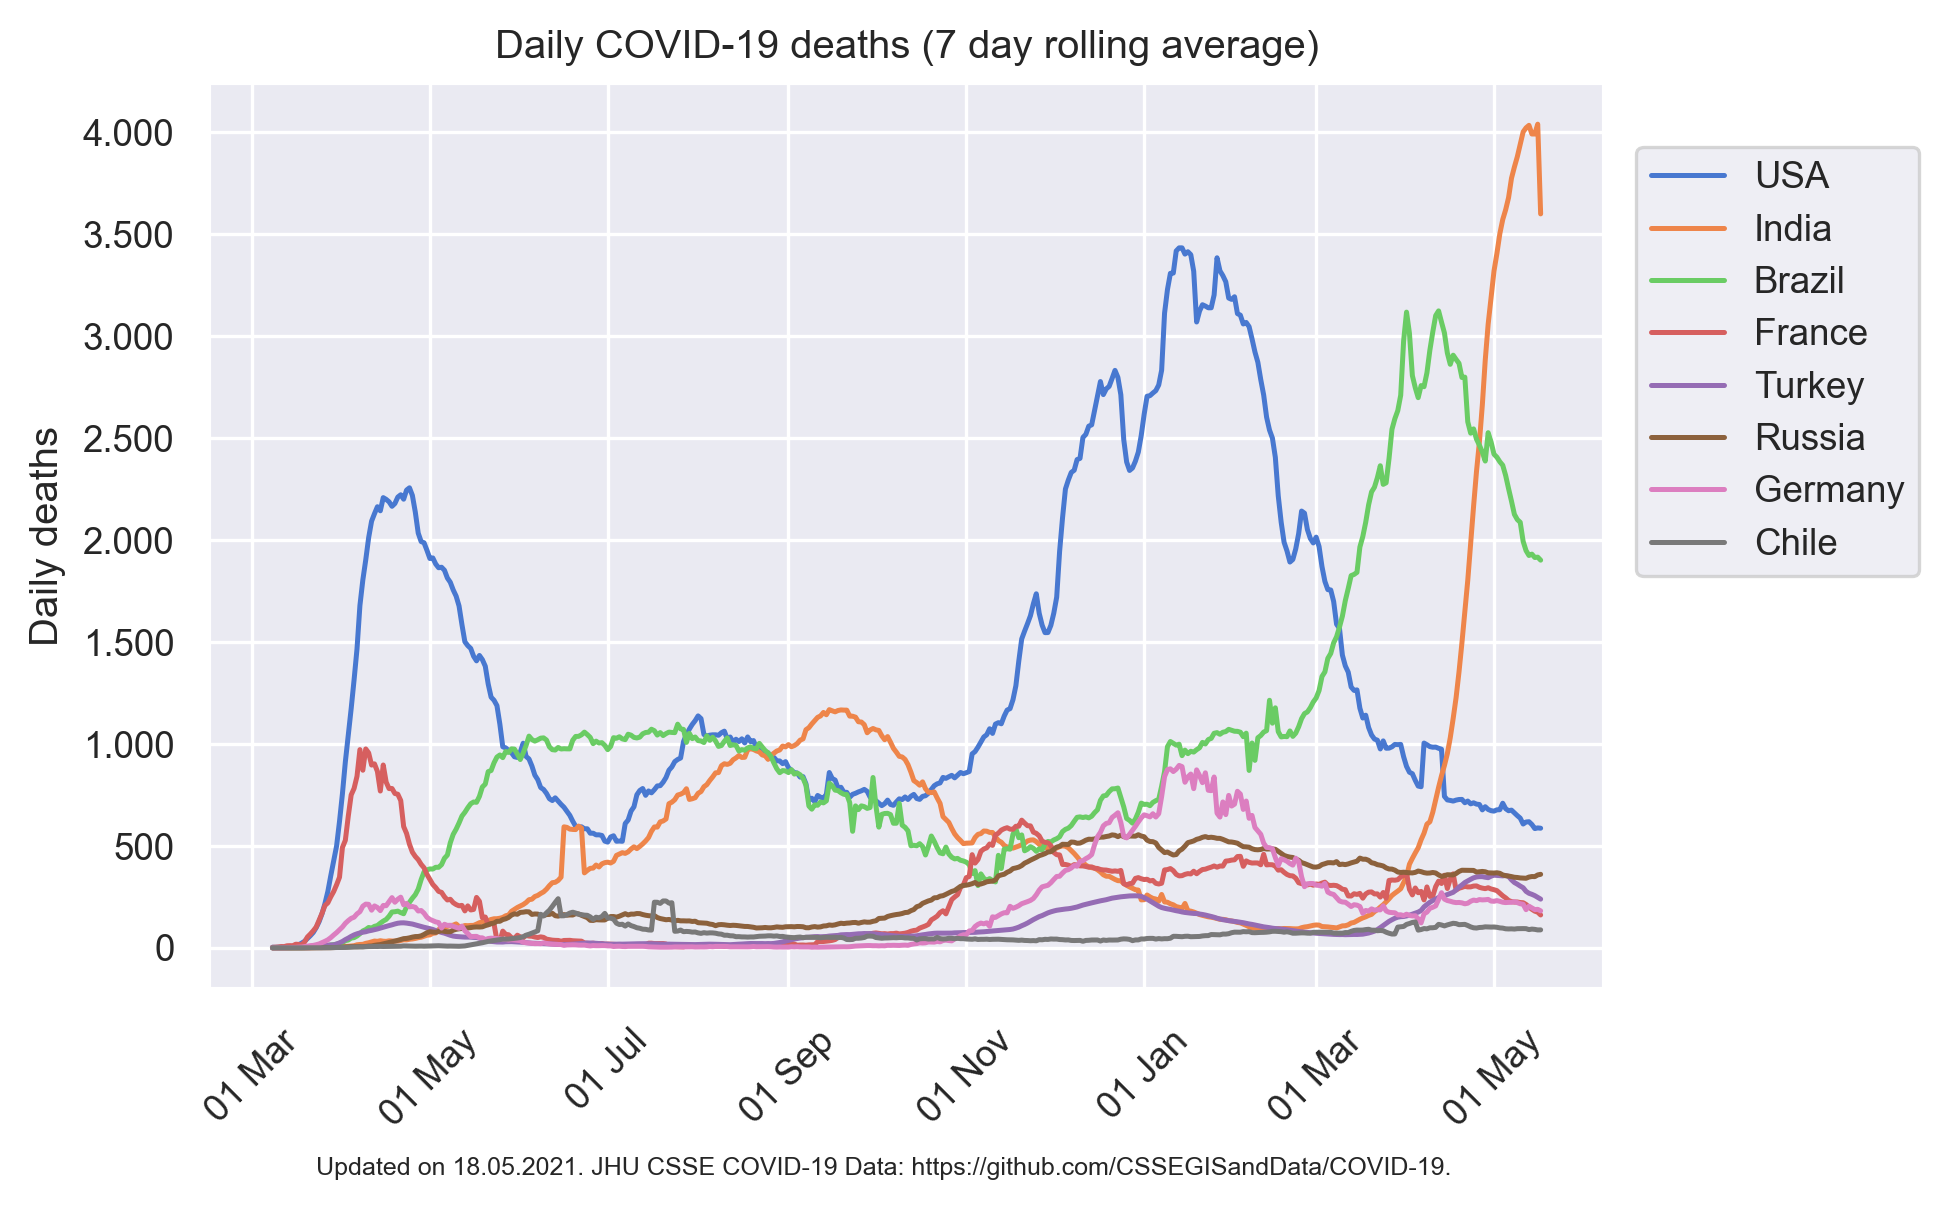 Daily COVID-19 deaths (7 day rolling average)
Daily deaths
4.000
3.500
3.000
2.500
2.000
1.500
1.000
500
0
01 Mar
01 May
01 Jul
01 Sep
01 Nov
01 Jan
01 Mar
01 May
USA
India
Brazil
France
Turkey
Russia
Germany
Chile
Updated on 18.05.2021. JHU CSSE COVID-19 Data: https://github.com/CSSEGISandData/COVID-19.